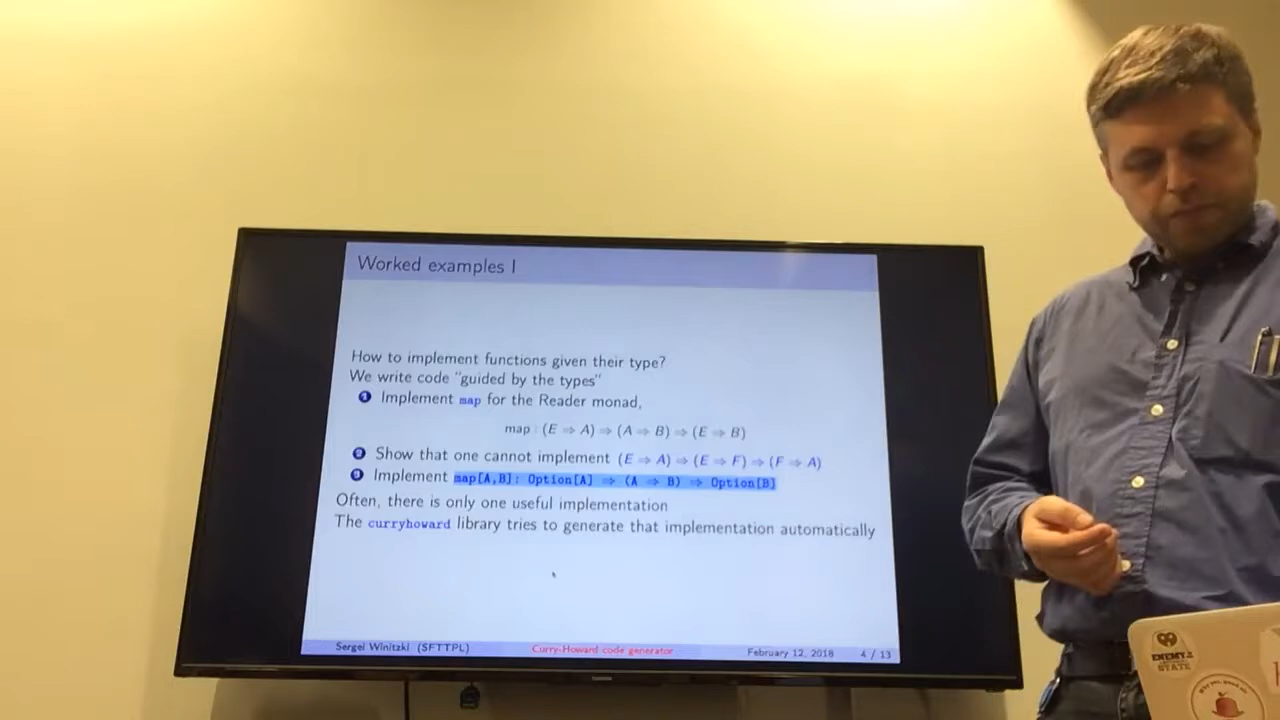 Worked examples I
How to implement functions given their type?
We write code "guided by the types"
1 Implement map for the Reader monad,
map : (E ⇒ A) ⇒ (A ⇒ B) ⇒ (E ⇒ B)
2 Show that one cannot implement (E ⇒ A) ⇒ (E ⇒ F) ⇒ (F ⇒ A)
3 Implement map[A,B]: Option[A] ⇒ (A ⇒ B) ⇒ Option[B]
Often, there is only one useful implementation
The curryhoward library tries to generate that implementation automatically
Sergei Winitzki (SFTTPL) Curry-Howard code generator February 12, 2018 4 / 13
ENEMY
STATE